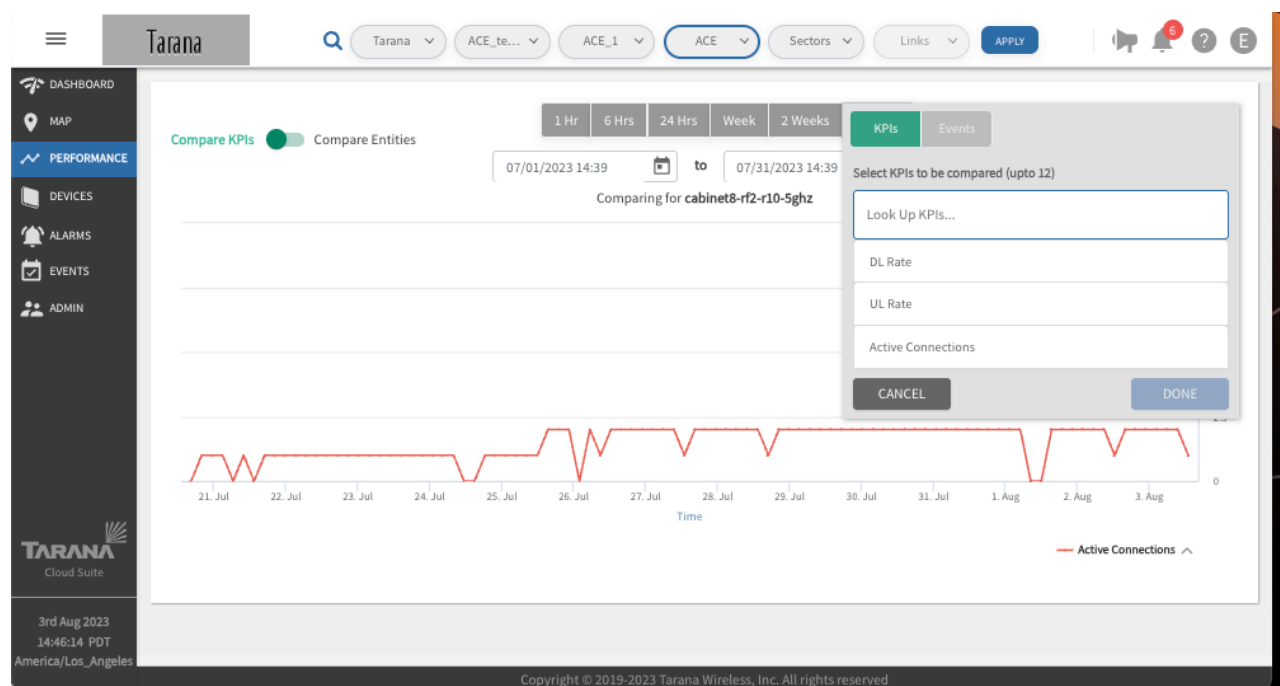 Tarana
Tarana
ACE_te...
ACE_1
ACE
Sectors
Links
APPLY
6
?
E
DASHBOARD
MAP
PERFORMANCE
DEVICES
ALARMS
EVENTS
ADMIN
TARANA
Cloud Suite
3rd Aug 2023
14:46:14 PDT
America/Los_Angeles
Compare KPIs
Compare Entities
1 Hr
6 Hrs
24 Hrs
Week
2 Weeks
07/01/2023 14:39
to
07/31/2023 14:39
Comparing for cabinet8-rf2-r10-5ghz
KPIs
Events
Select KPIs to be compared (upto 12)
Look Up KPIs...
DL Rate
UL Rate
Active Connections
CANCEL
DONE
0
21. Jul
22. Jul
23. Jul
24. Jul
25. Jul
26. Jul
27. Jul
28. Jul
29. Jul
30. Jul
31. Jul
1. Aug
2. Aug
3. Aug
Time
Active Connections
Copyright © 2019-2023 Tarana Wireless, Inc. All rights reserved